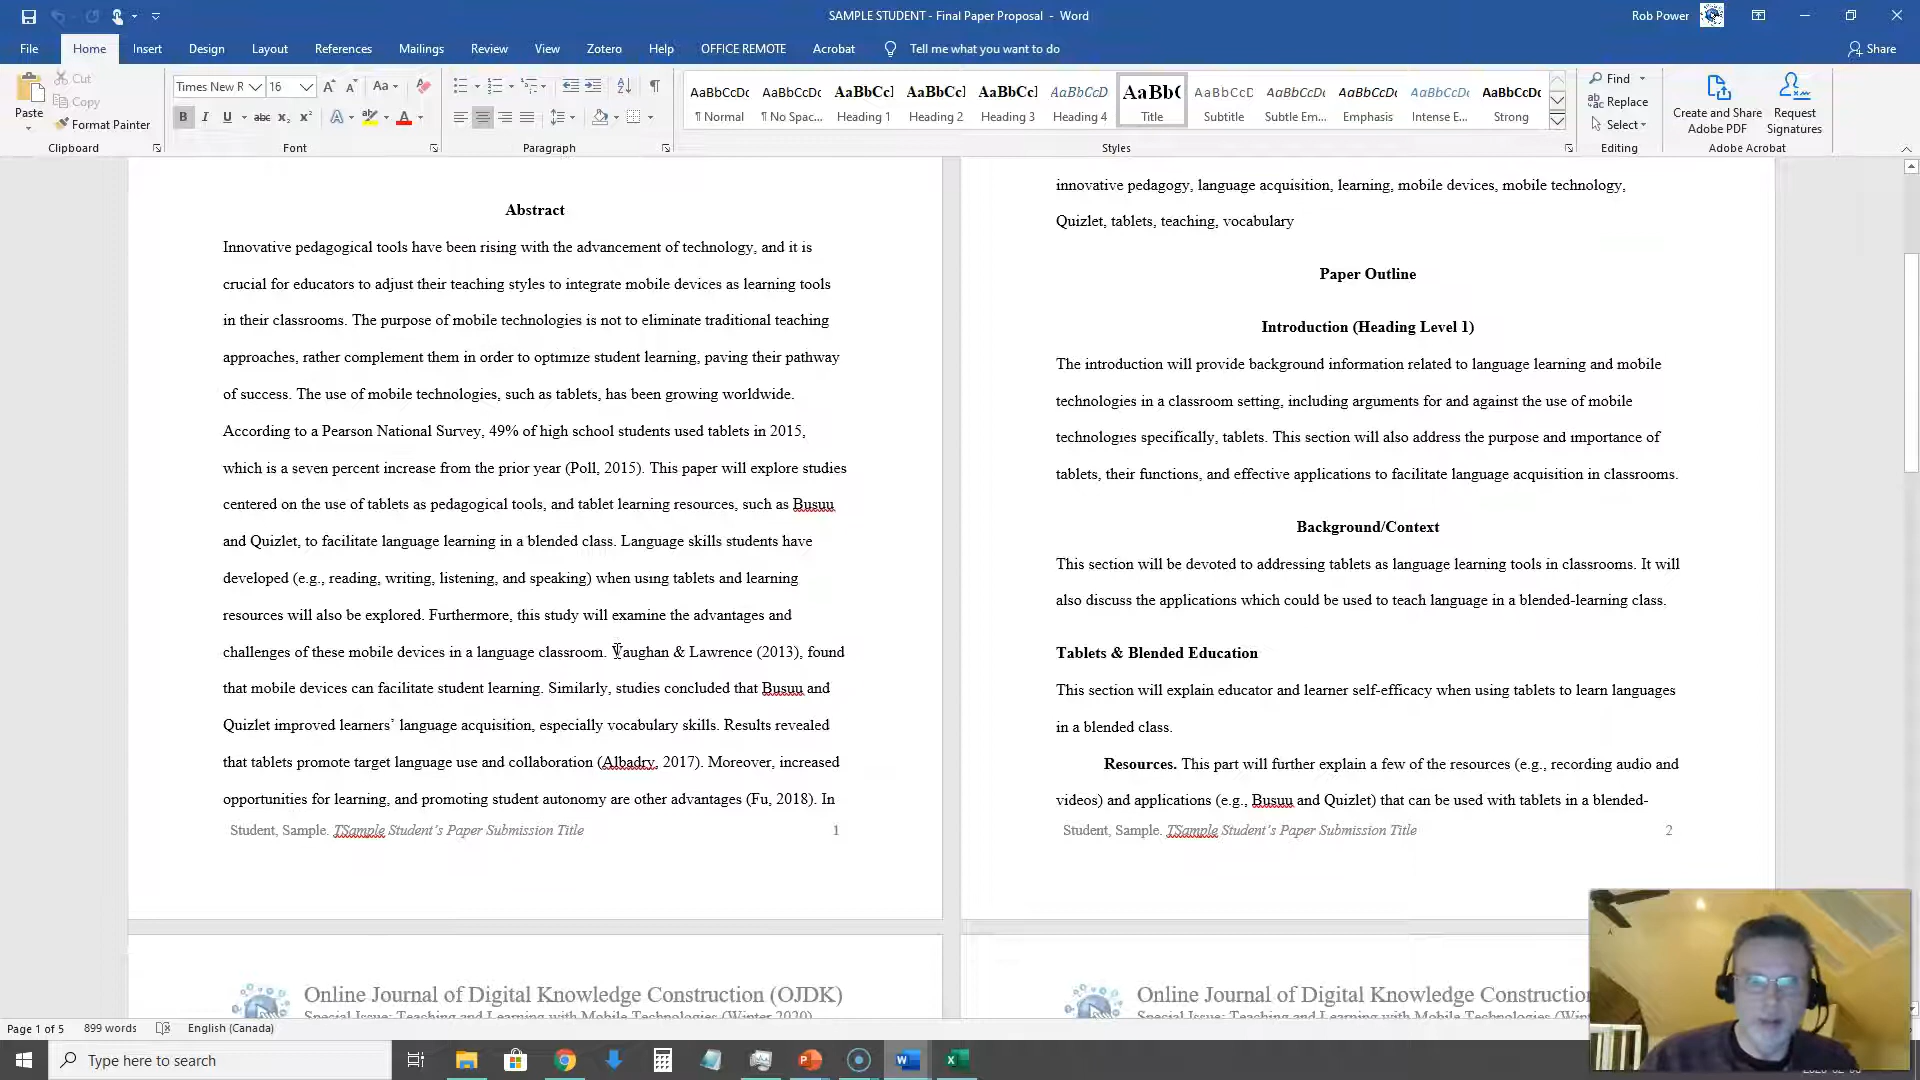 SAMPLE STUDENT - Final Paper Proposal - Word
Rob Power
File Home Insert Design Layout References Mailings Review View Zotero Help OFFICE REMOTE Acrobat Tell me what you want to do Share
Paste
Cut
Copy
Format Painter
Clipboard
Times New R 16
Font
Paragraph
AaBbCcDc AaBbCcDc AaBbCc AaBbCc AaBbCc AaBbCcD AaBbC AaBbCcD AaBbCcDc AaBbCcDc AaBbCcDc AaBbCcDc
¶ Normal ¶ No Spac... Heading 1 Heading 2 Heading 3 Heading 4 Title Subtitle Subtle Em... Emphasis Intense E... Strong
Styles
Find
Replace
Select
Editing
Create and Share
Adobe PDF
Request
Signatures
Adobe Acrobat
Abstract
Innovative pedagogical tools have been rising with the advancement of technology, and it is
crucial for educators to adjust their teaching styles to integrate mobile devices as learning tools
in their classrooms. The purpose of mobile technologies is not to eliminate traditional teaching
approaches, rather complement them in order to optimize student learning, paving their pathway
of success. The use of mobile technologies, such as tablets, has been growing worldwide.
According to a Pearson National Survey, 49% of high school students used tablets in 2015,
which is a seven percent increase from the prior year (Poll, 2015). This paper will explore studies
centered on the use of tablets as pedagogical tools, and tablet learning resources, such as Busuu
and Quizlet, to facilitate language learning in a blended class. Language skills students have
developed (e.g., reading, writing, listening, and speaking) when using tablets and learning
resources will also be explored. Furthermore, this study will examine the advantages and
challenges of these mobile devices in a language classroom. Vaughan & Lawrence (2013), found
that mobile devices can facilitate student learning. Similarly, studies concluded that Busuu and
Quizlet improved learners’ language acquisition, especially vocabulary skills. Results revealed
that tablets promote target language use and collaboration (Albadry, 2017). Moreover, increased
opportunities for learning, and promoting student autonomy are other advantages (Fu, 2018). In
Student, Sample. TSample Student’s Paper Submission Title 1
innovative pedagogy, language acquisition, learning, mobile devices, mobile technology,
Quizlet, tablets, teaching, vocabulary
Paper Outline
Introduction (Heading Level 1)
The introduction will provide background information related to language learning and mobile
technologies in a classroom setting, including arguments for and against the use of mobile
technologies specifically, tablets. This section will also address the purpose and importance of
tablets, their functions, and effective applications to facilitate language acquisition in classrooms.
Background/Context
This section will be devoted to addressing tablets as language learning tools in classrooms. It will
also discuss the applications which could be used to teach language in a blended-learning class.
Tablets & Blended Education
This section will explain educator and learner self-efficacy when using tablets to learn languages
in a blended class.
Resources. This part will further explain a few of the resources (e.g., recording audio and
videos) and applications (e.g., Busuu and Quizlet) that can be used with tablets in a blended-
Student, Sample. TSample Student’s Paper Submission Title 2
Online Journal of Digital Knowledge Construction (OJDK)
Special Issue: Teaching and Learning with Mobile Technologies (Winter 2020)
Online Journal of Digital Knowledge Construction
Special Issue: Teaching and Learning with Mobile Technologies
Page 1 of 5 899 words English (Canada)
Type here to search